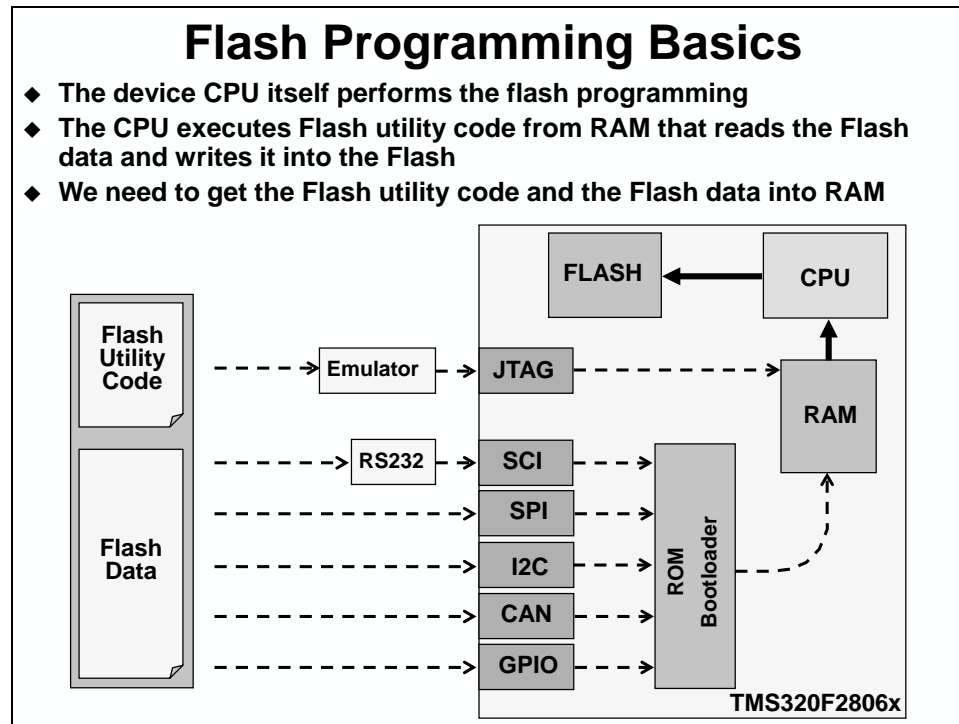 Flash Programming Basics
◆ The device CPU itself performs the flash programming
◆ The CPU executes Flash utility code from RAM that reads the Flash
data and writes it into the Flash
◆ We need to get the Flash utility code and the Flash data into RAM
FLASH
CPU
Flash
Utility
Code
Emulator
JTAG
RAM
RS232
SCI
SPI
Flash
Data
I2C
CAN
GPIO
ROM
Bootloader
TMS320F2806x